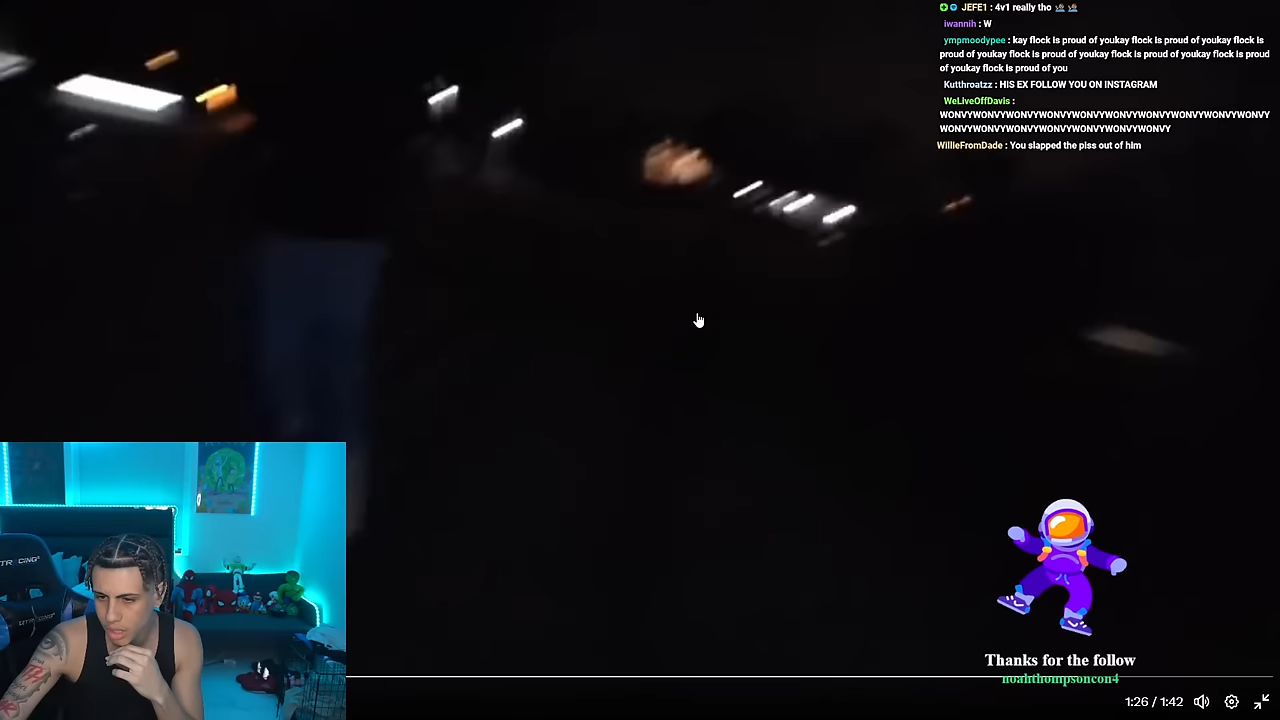 JEFE1 : 4v1 really tho
iwannih : W
ympmoodypee : kay flock is proud of youkay flock is proud of youkay flock is
proud of youkay flock is proud of youkay flock is proud of youkay flock is proud
of youkay flock is proud of you
Kutthroatzz : HIS EX FOLLOW YOU ON INSTAGRAM
WeLiveOffDavis :
WONVYWONVYWONVYWONVYWONVYWONVYWONVYWONVYWONVYWONVY
WONVYWONVYWONVYWONVYWONVYWONVYWONVY
WillieFromDade : You slapped the piss out of him
Thanks for the follow
noahthompsoncon4
1:26 / 1:42